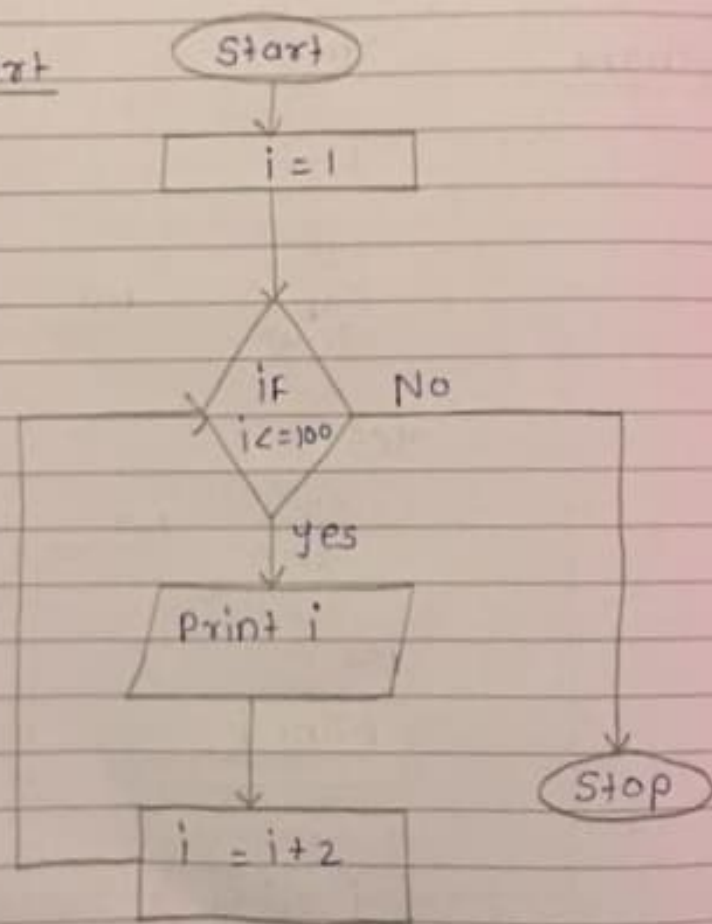 Start
i = 1
if
i<=100
No
yes
Print i
Stop
i = i+2